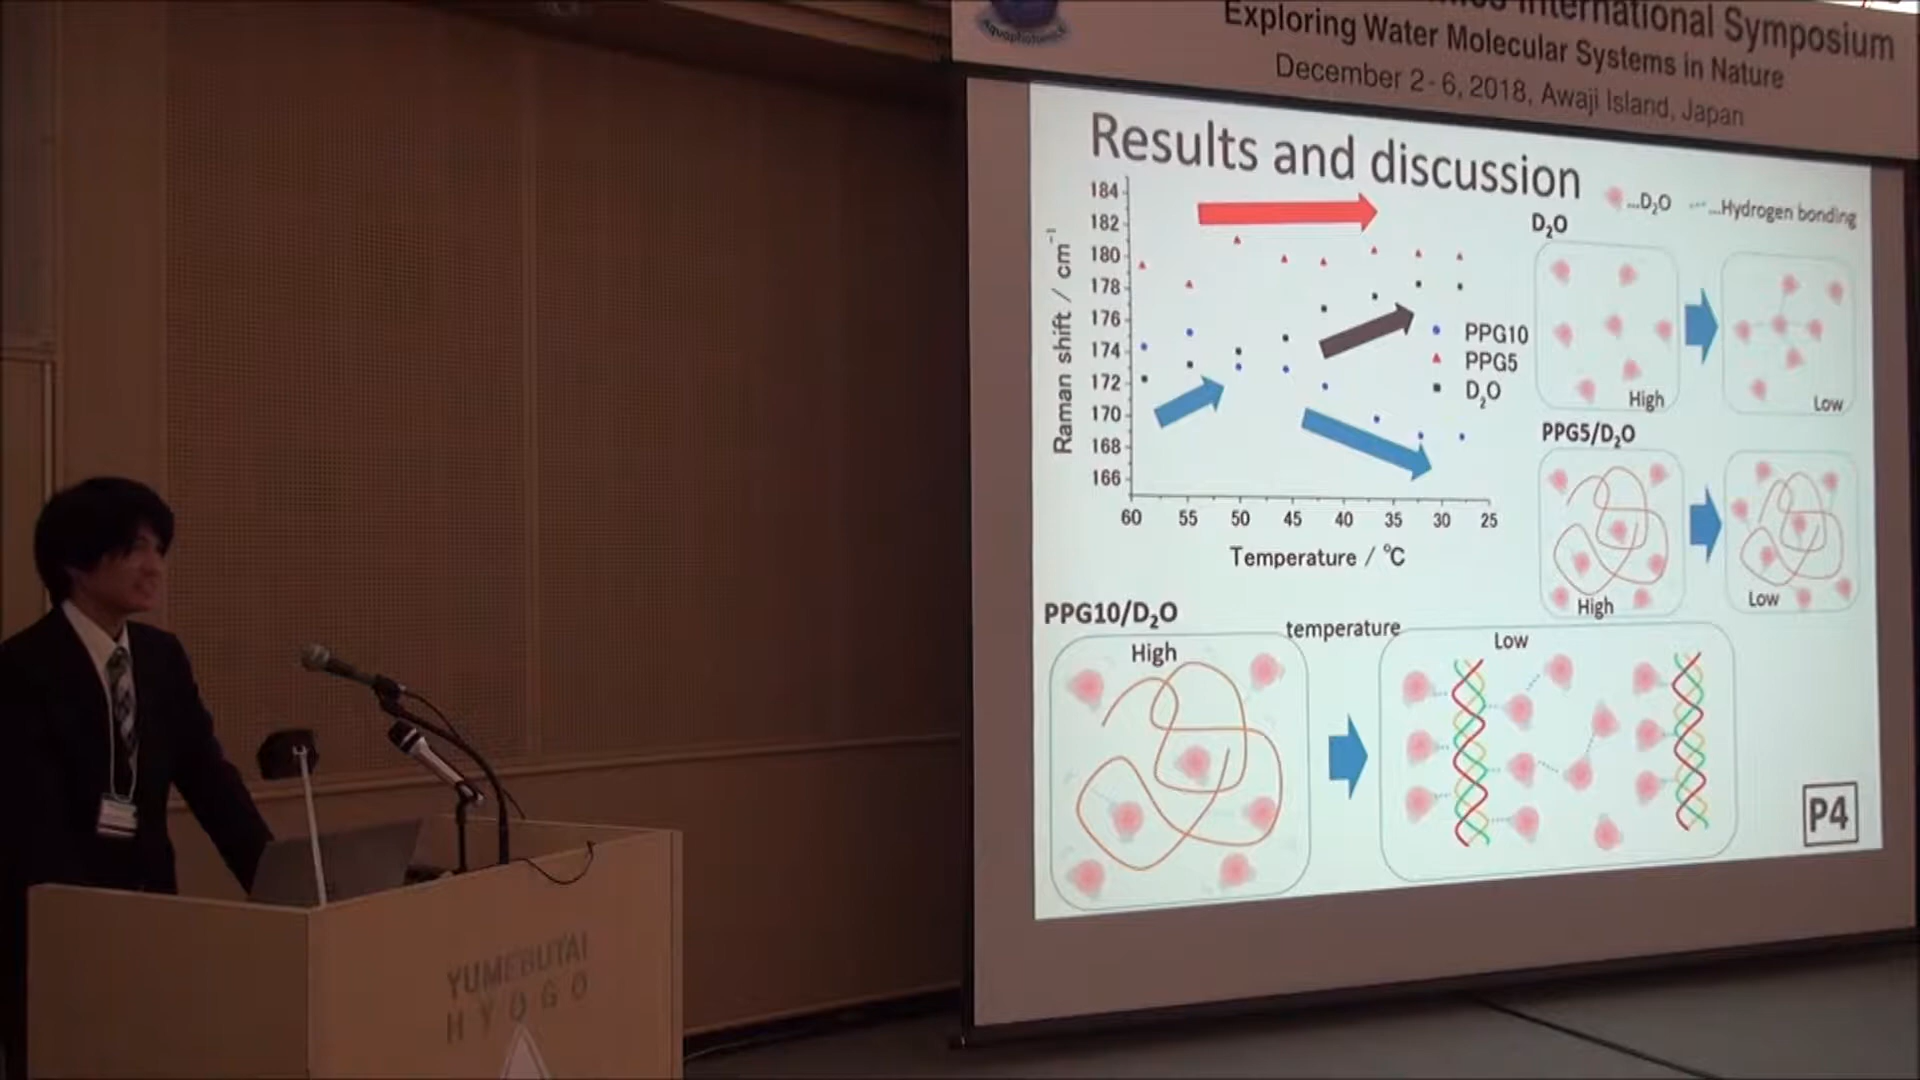 Aquaphotomics
International Symposium
Exploring Water Molecular Systems in Nature
December 2 - 6, 2018, Awaji Island, Japan
Results and discussion
...D2O ...Hydrogen bonding
184
182
180
178
176
174
172
170
168
166
Raman shift / cm⁻¹
60 55 50 45 40 35 30 25
Temperature / ℃
PPG10
PPG5
D2O
D2O
High
Low
PPG5/D2O
High
Low
PPG10/D2O
High
temperature
Low
P4
YUMEBUTAI
HYOGO